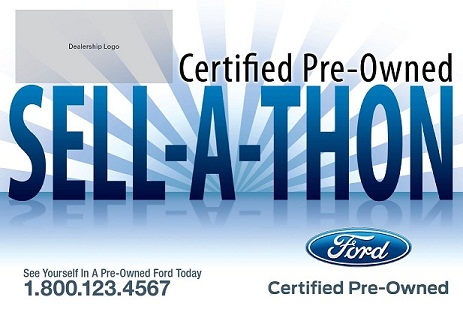 Dealership Logo
Certified Pre-Owned
SELL-A-THON
Ford
See Yourself In A Pre-Owned Ford Today
1.800.123.4567
Certified Pre-Owned